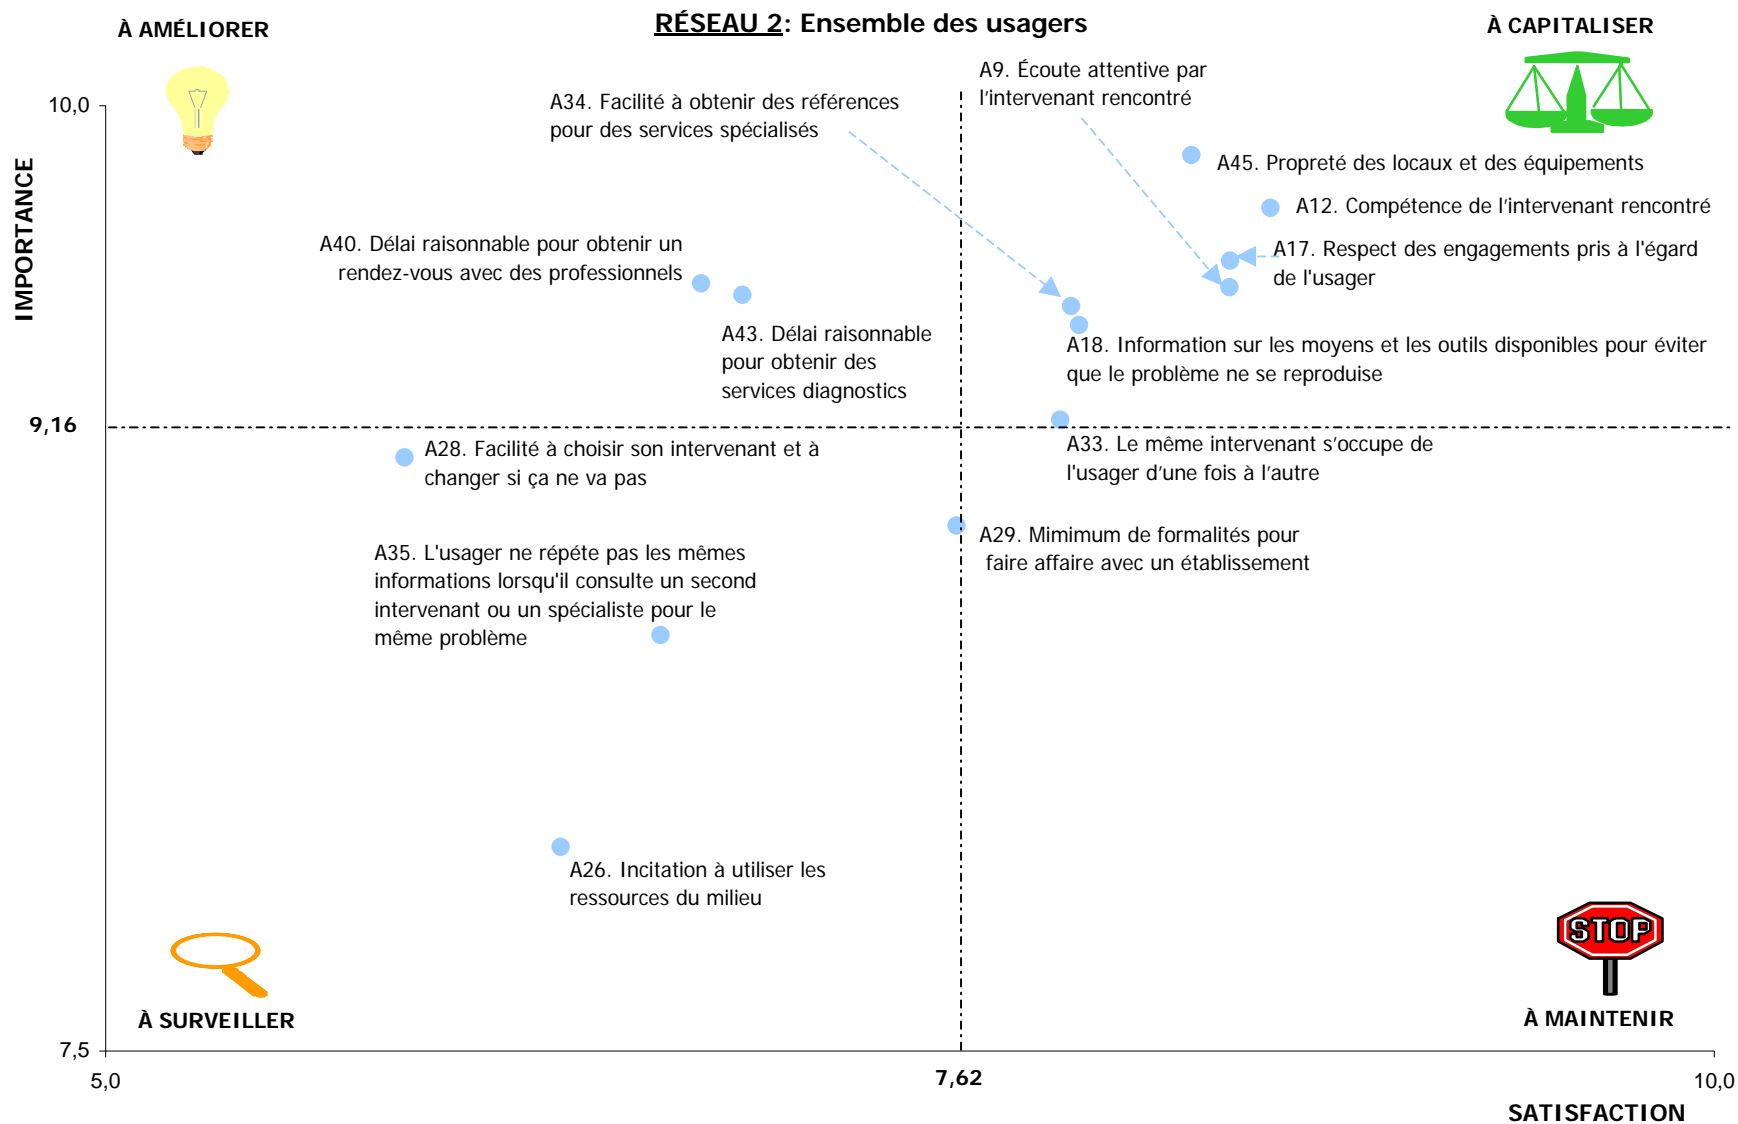 RÉSEAU 2: Ensemble des usagers
À AMÉLIORER
À CAPITALISER
A9. Écoute attentive par
l'intervenant rencontré
A34. Facilité à obtenir des références
pour des services spécialisés
10,0
IMPORTANCE
A45. Propreté des locaux et des équipements
A12. Compétence de l'intervenant rencontré
A40. Délai raisonnable pour obtenir un
rendez-vous avec des professionnels
A17. Respect des engagements pris à l'égard
de l'usager
A43. Délai raisonnable
pour obtenir des
services diagnostics
A18. Information sur les moyens et les outils disponibles pour éviter
que le problème ne se reproduise
9,16
A28. Facilité à choisir son intervenant et à
changer si ça ne va pas
A33. Le même intervenant s'occupe de
l'usager d'une fois à l'autre
A29. Mimimum de formalités pour
faire affaire avec un établissement
A35. L'usager ne répéte pas les mêmes
informations lorsqu'il consulte un second
intervenant ou un spécialiste pour le
même problème
A26. Incitation à utiliser les
ressources du milieu
STOP
À SURVEILLER
À MAINTENIR
7,5
5,0
7,62
10,0
SATISFACTION